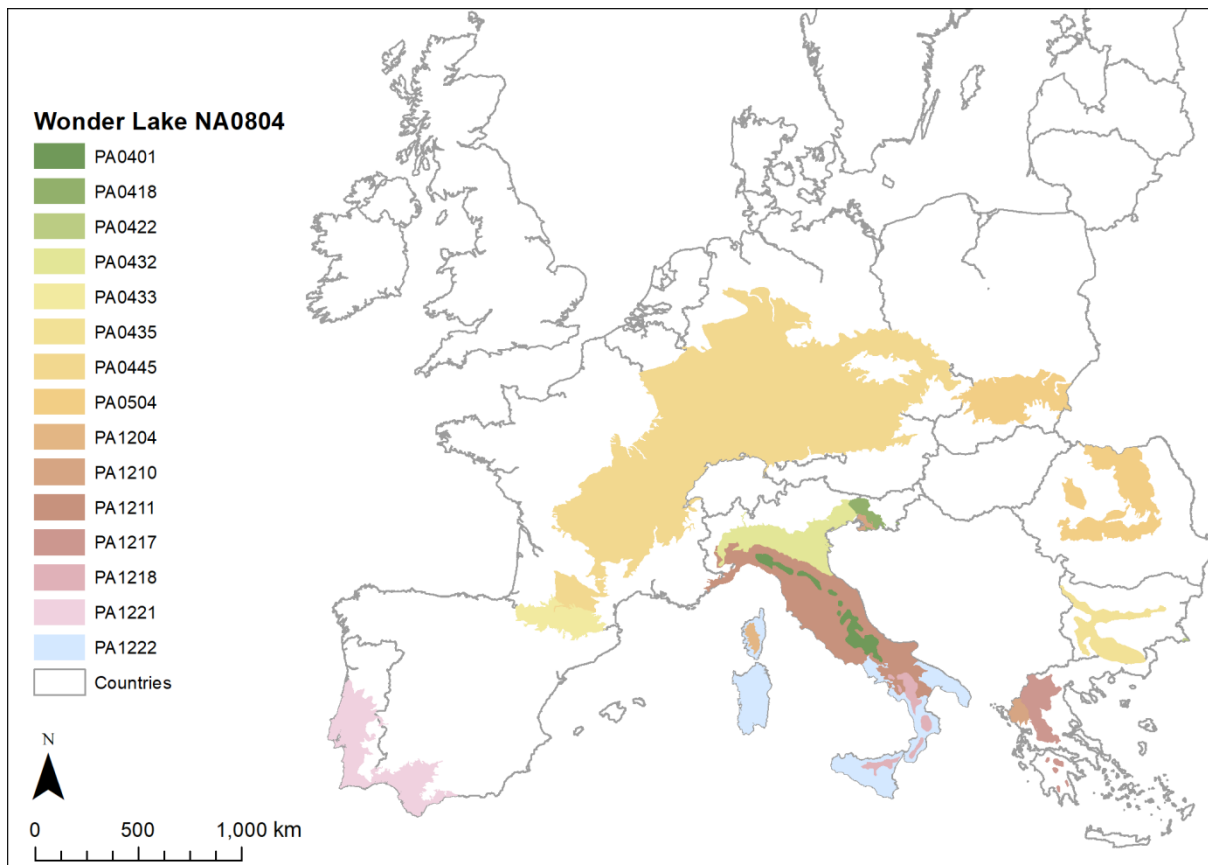 Wonder Lake NA0804
PA0401
PA0418
PA0422
PA0432
PA0433
PA0435
PA0445
PA0504
PA1204
PA1210
PA1211
PA1217
PA1218
PA1221
PA1222
Countries
N
0 500 1,000 km